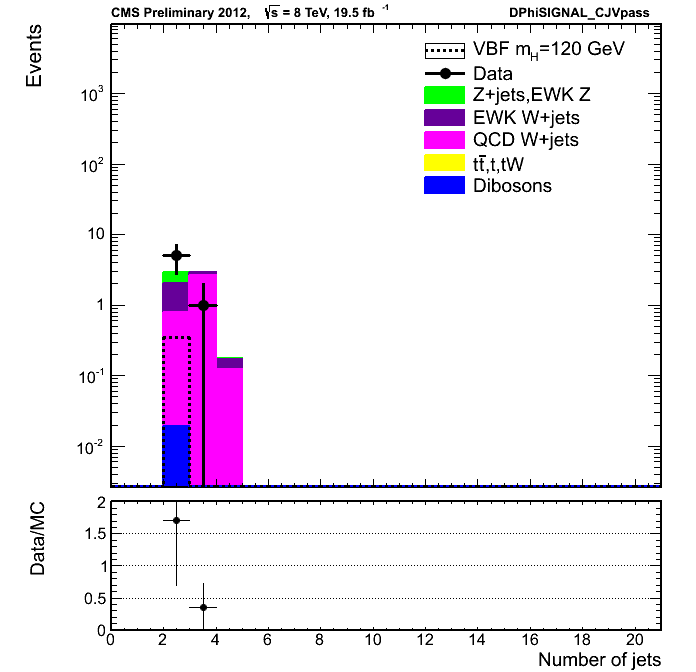 CMS Preliminary 2012, √s = 8 TeV, 19.5 fb⁻¹ DPhiSIGNAL_CJVpass
Events
VBF m_H=120 GeV
Data
Z+jets,EWK Z
EWK W+jets
QCD W+jets
tt̄,t,tW
Dibosons
10³
10²
10
1
10⁻¹
10⁻²
Data/MC
2
1.5
1
0.5
0
0 2 4 6 8 10 12 14 16 18 20
Number of jets